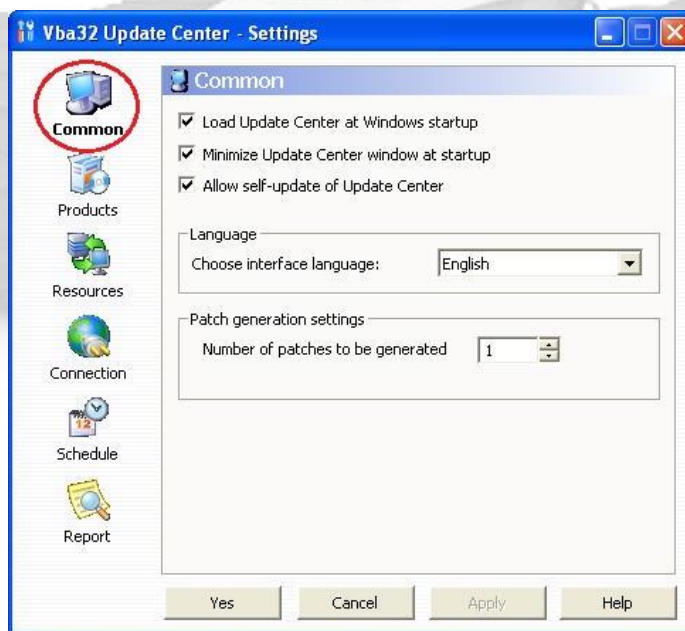 Vba32 Update Center - Settings
Common
Products
Resources
Connection
12
Schedule
Report
Common
Load Update Center at Windows startup
Minimize Update Center window at startup
Allow self-update of Update Center
Language
Choose interface language: English
Patch generation settings
Number of patches to be generated 1
Yes Cancel Apply Help